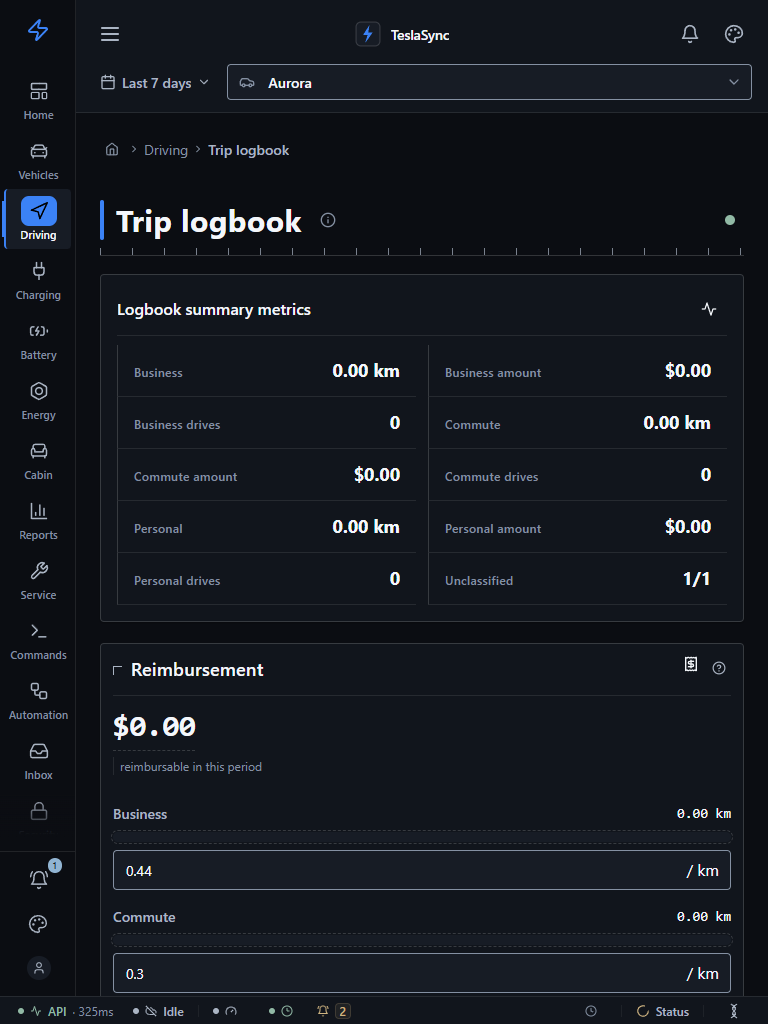 TeslaSync
Last 7 days
Aurora
Home
Vehicles
Driving
Charging
Battery
Energy
Cabin
Reports
Service
Commands
Automation
Inbox
1
Driving
Trip logbook
Trip logbook
Logbook summary metrics
Business 0.00 km
Business amount $0.00
Business drives 0
Commute 0.00 km
Commute amount $0.00
Commute drives 0
Personal 0.00 km
Personal amount $0.00
Personal drives 0
Unclassified 1/1
Reimbursement
$0.00
reimbursable in this period
Business 0.00 km
0.44 / km
Commute 0.00 km
0.3 / km
API · 325ms
Idle
2
Status